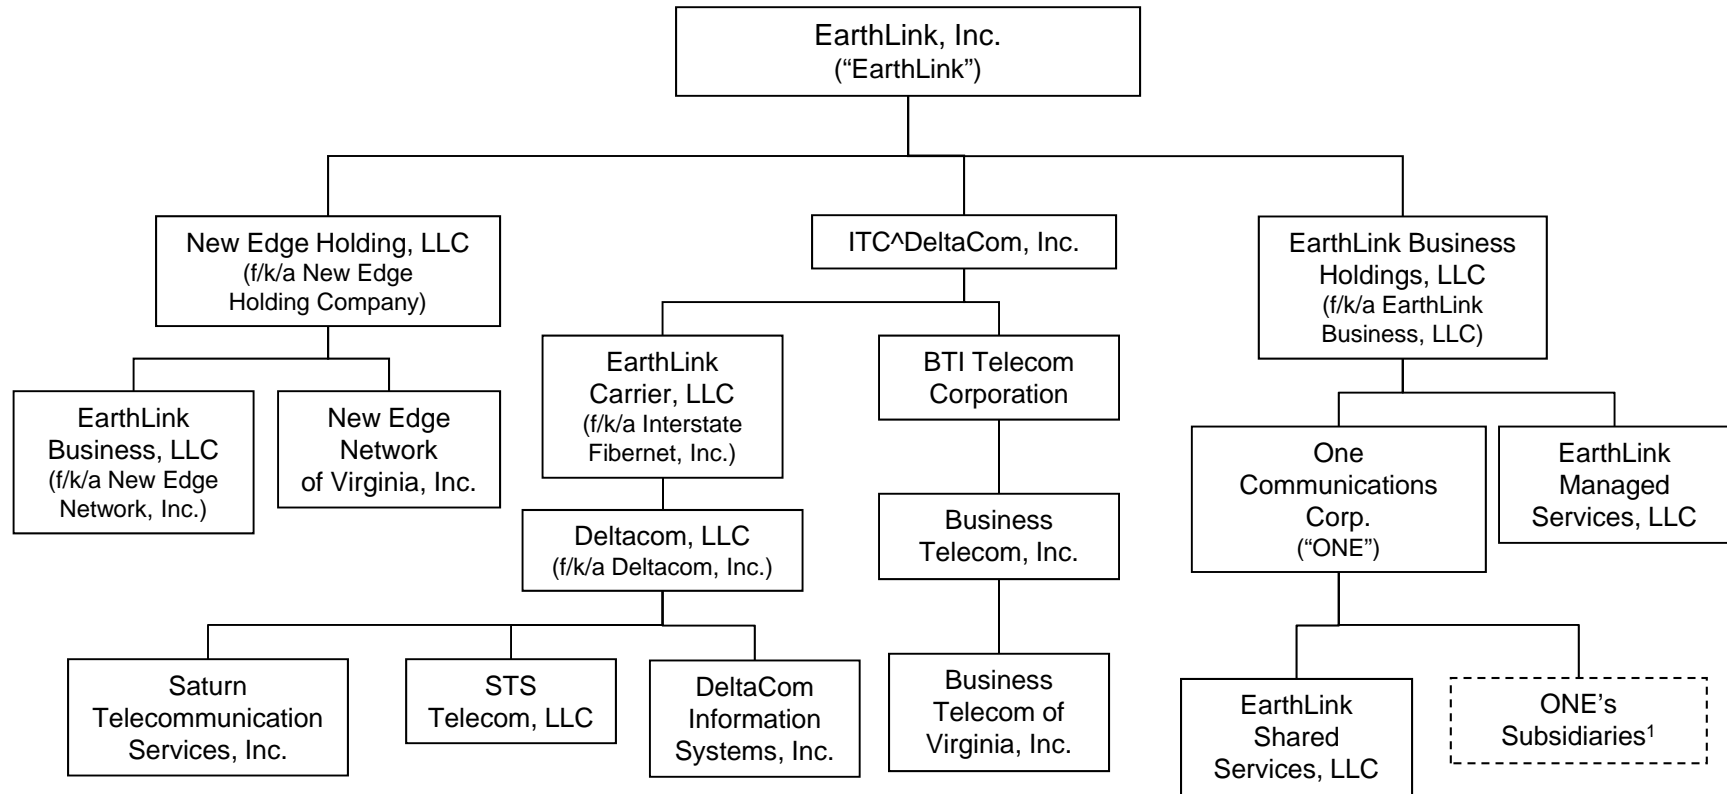 EarthLink, Inc.
(“EarthLink”)
New Edge Holding, LLC
(f/k/a New Edge
Holding Company)
ITC^DeltaCom, Inc.
EarthLink Business
Holdings, LLC
(f/k/a EarthLink
Business, LLC)
EarthLink
Business, LLC
(f/k/a New Edge
Network, Inc.)
New Edge
Network
of Virginia, Inc.
EarthLink
Carrier, LLC
(f/k/a Interstate
Fibernet, Inc.)
BTI Telecom
Corporation
One
Communications
Corp.
(“ONE”)
EarthLink
Managed
Services, LLC
Deltacom, LLC
(f/k/a Deltacom, Inc.)
Business
Telecom, Inc.
Saturn
Telecommunication
Services, Inc.
STS
Telecom, LLC
DeltaCom
Information
Systems, Inc.
Business
Telecom of
Virginia, Inc.
EarthLink
Shared
Services, LLC
ONE’s
Subsidiaries¹